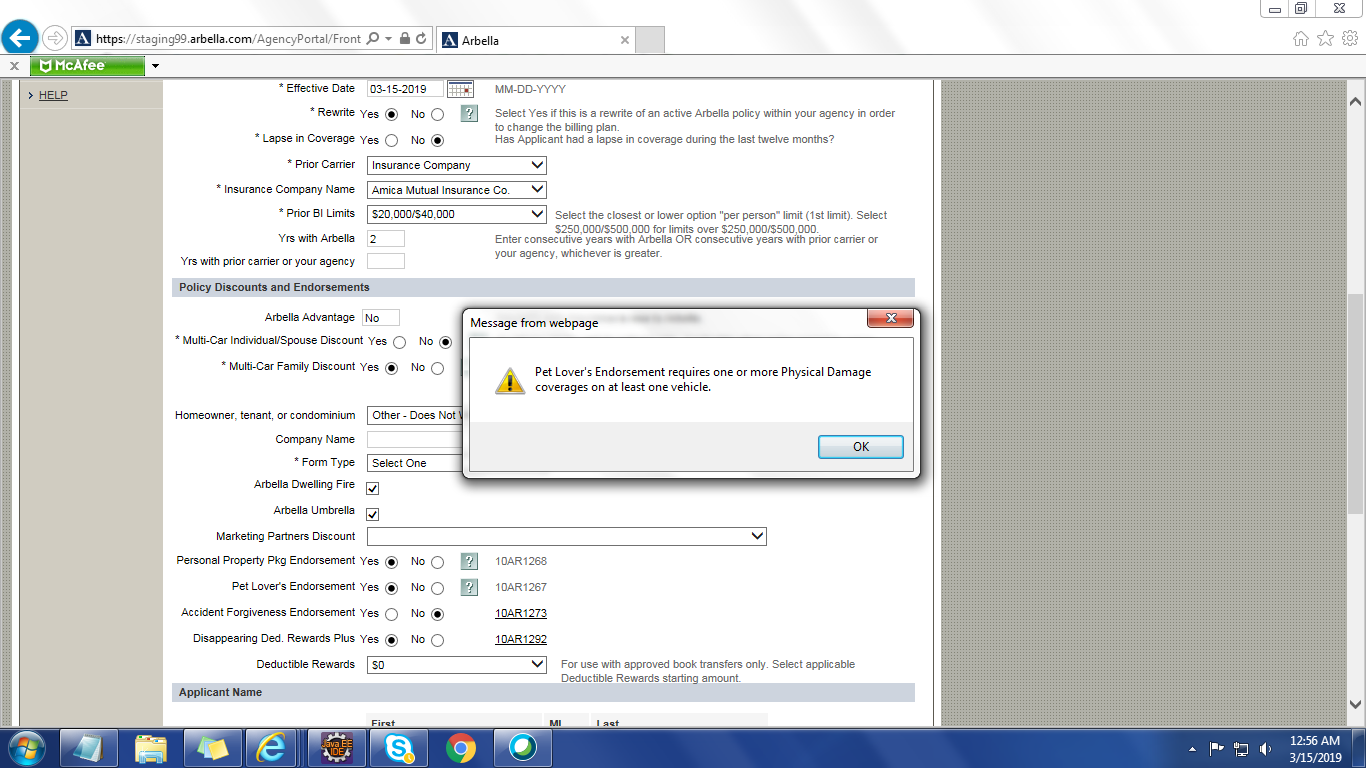 https://staging99.arbella.com/AgencyPortal/Front
Arbella
McAfee
HELP
* Effective Date 03-15-2019 MM-DD-YYYY
* Rewrite Yes No ? Select Yes if this is a rewrite of an active Arbella policy within your agency in order
to change the billing plan.
* Lapse in Coverage Yes No Has Applicant had a lapse in coverage during the last twelve months?
* Prior Carrier Insurance Company
* Insurance Company Name Amica Mutual Insurance Co.
* Prior BI Limits $20,000/$40,000 Select the closest or lower option "per person" limit (1st limit). Select
$250,000/$500,000 for limits over $250,000/$500,000.
Yrs with Arbella 2 Enter consecutive years with Arbella OR consecutive years with prior carrier or
your agency, whichever is greater.
Yrs with prior carrier or your agency
Policy Discounts and Endorsements
Arbella Advantage No
* Multi-Car Individual/Spouse Discount Yes No
* Multi-Car Family Discount Yes No
Message from webpage
Pet Lover's Endorsement requires one or more Physical Damage
coverages on at least one vehicle.
OK
Homeowner, tenant, or condominium Other - Does Not
Company Name
* Form Type Select One
Arbella Dwelling Fire
Arbella Umbrella
Marketing Partners Discount
Personal Property Pkg Endorsement Yes No ? 10AR1268
Pet Lover's Endorsement Yes No ? 10AR1267
Accident Forgiveness Endorsement Yes No 10AR1273
Disappearing Ded. Rewards Plus Yes No 10AR1292
Deductible Rewards $0 For use with approved book transfers only. Select applicable
Deductible Rewards starting amount.
Applicant Name
First MI Last
Java EE
IDE
12:56 AM
3/15/2019